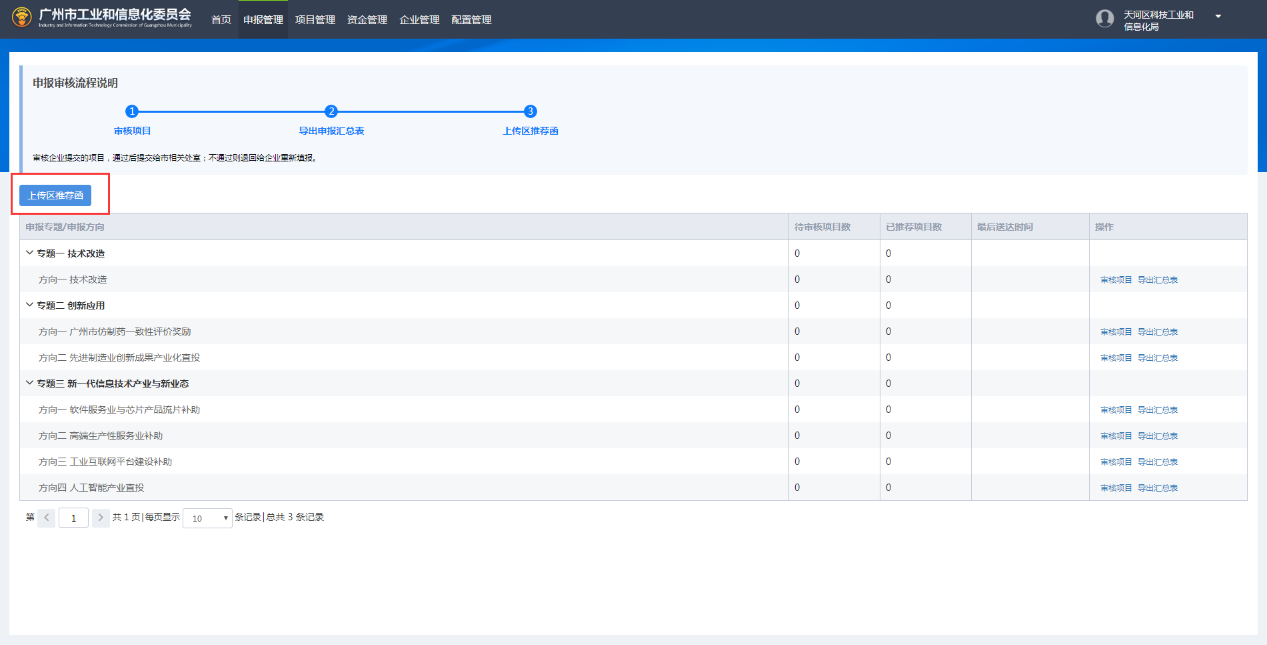 广州市工业和信息化委员会
Industry and Information Technology Commission of Guangzhou Municipality
首页 申报管理 项目管理 资金管理 企业管理 配置管理
天河区科技工业和
信息化局
申报审核流程说明
1 2 3
审核项目 导出申报汇总表 上传区推荐函
审核企业提交的项目，通过后提交给市相关处室；不通过则退回给企业重新填报。
上传区推荐函
申报专题/申报方向 待审核项目数 已推荐项目数 最后送达时间 操作
专题一 技术改造 0 0
方向一 技术改造 0 0 审核项目 导出汇总表
专题二 创新应用 0 0
方向一 广州市仿制药一致性评价奖励 0 0 审核项目 导出汇总表
方向二 先进制造业创新成果产业化直投 0 0 审核项目 导出汇总表
专题三 新一代信息技术产业与新业态 0 0
方向一 软件服务业与芯片产品流片补助 0 0 审核项目 导出汇总表
方向二 高端生产性服务业补助 0 0 审核项目 导出汇总表
方向三 工业互联网平台建设补助 0 0 审核项目 导出汇总表
方向四 人工智能产业直投 0 0 审核项目 导出汇总表
第 1 共 1 页|每页显示 10 条记录|总共 3 条记录